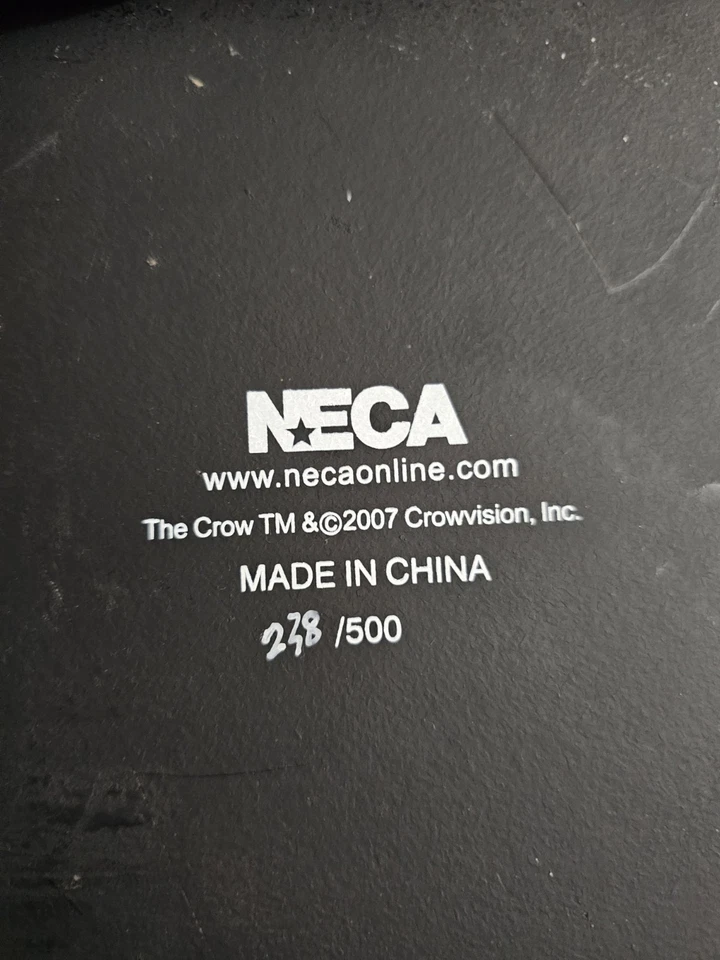 NECA
www.necaonline.com
The Crow TM &©2007 Crowvision, Inc.
MADE IN CHINA
238 /500